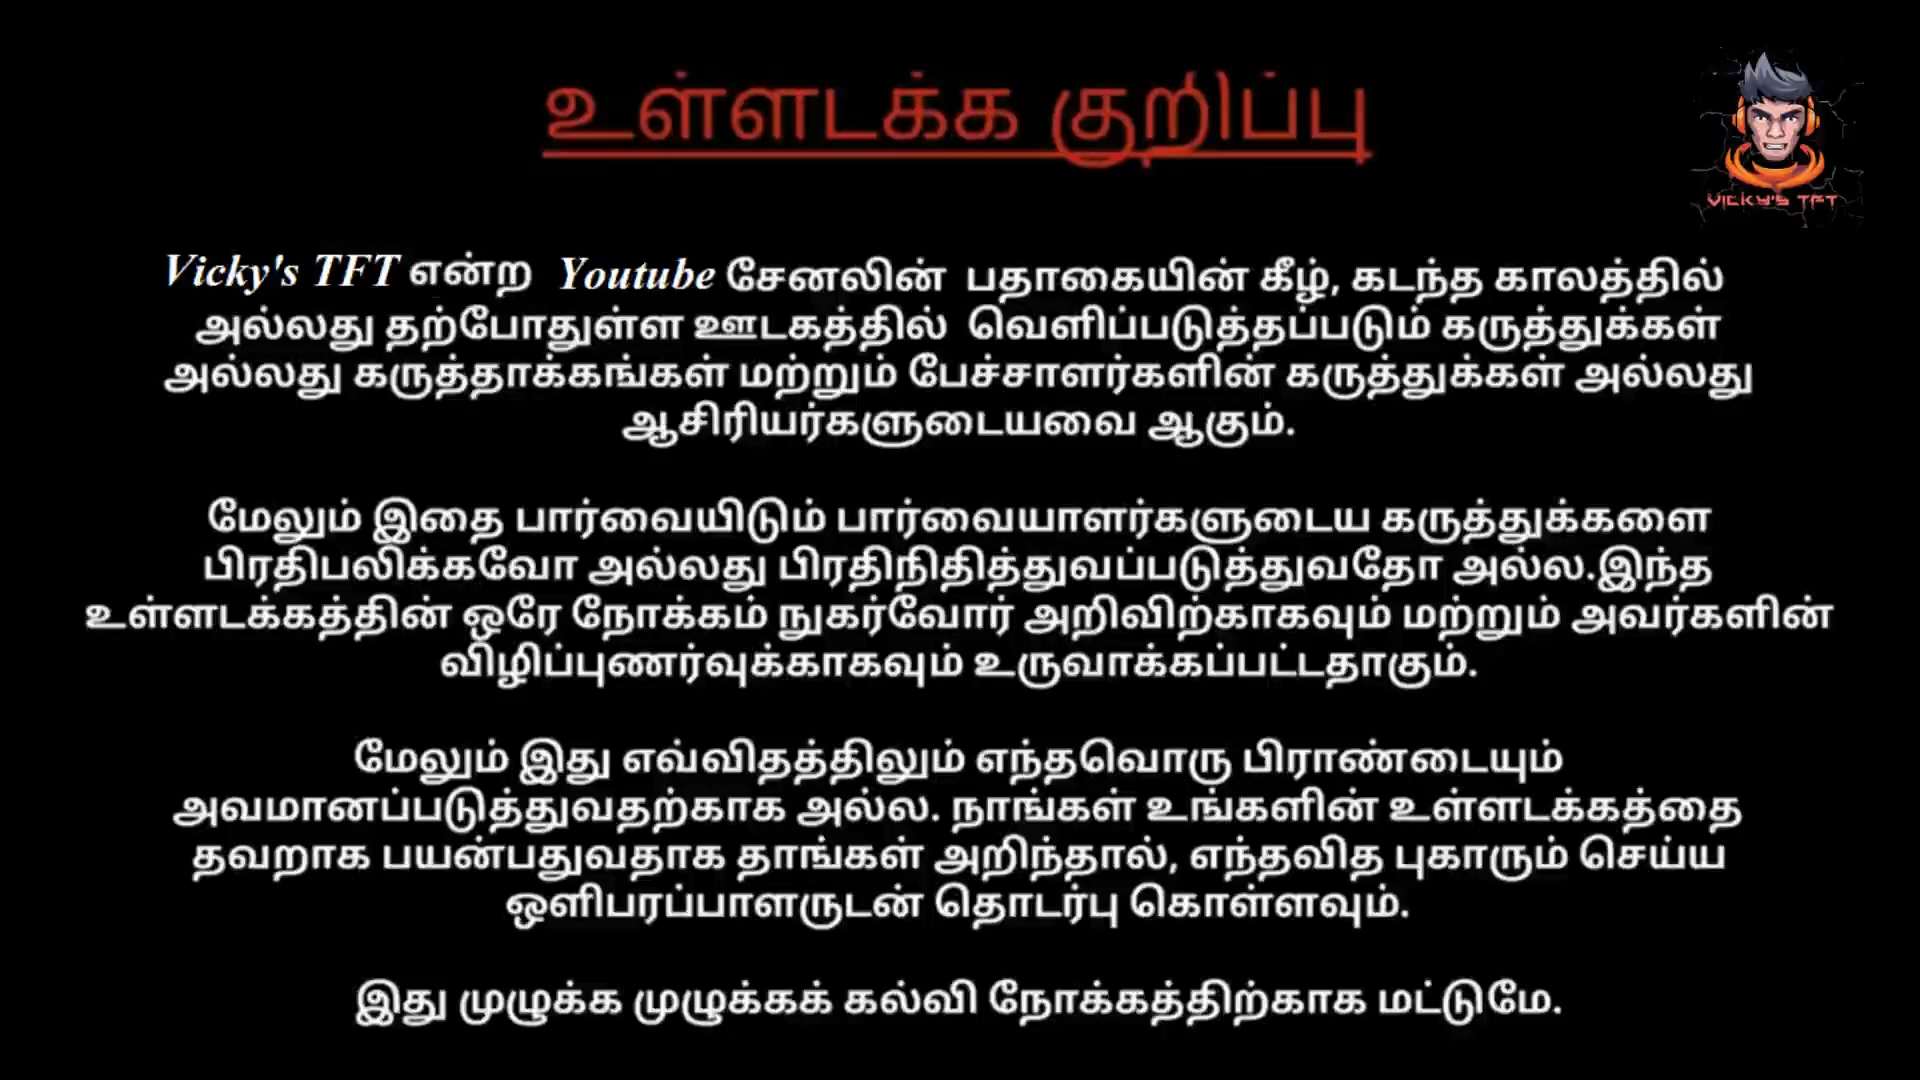 உள்ளடக்க குறிப்பு
VICKY'S TFT
Vicky's TFT என்ற Youtube சேனலின் பதாகையின் கீழ், கடந்த காலத்தில்
அல்லது தற்போதுள்ள ஊடகத்தில் வெளிப்படுத்தப்படும் கருத்துக்கள்
அல்லது கருத்தாக்கங்கள் மற்றும் பேச்சாளர்களின் கருத்துக்கள் அல்லது
ஆசிரியர்களுடையவை ஆகும்.
மேலும் இதை பார்வையிடும் பார்வையாளர்களுடைய கருத்துக்களை
பிரதிபலிக்கவோ அல்லது பிரதிநிதித்துவப்படுத்துவதோ அல்ல.இந்த
உள்ளடக்கத்தின் ஒரே நோக்கம் நுகர்வோர் அறிவிற்காகவும் மற்றும் அவர்களின்
விழிப்புணர்வுக்காகவும் உருவாக்கப்பட்டதாகும்.
மேலும் இது எவ்விதத்திலும் எந்தவொரு பிராண்டையும்
அவமானப்படுத்துவதற்காக அல்ல. நாங்கள் உங்களின் உள்ளடக்கத்தை
தவறாக பயன்பதுவதாக தாங்கள் அறிந்தால், எந்தவித புகாரும் செய்ய
ஒளிபரப்பாளருடன் தொடர்பு கொள்ளவும்.
இது முழுக்க முழுக்கக் கல்வி நோக்கத்திற்காக மட்டுமே.